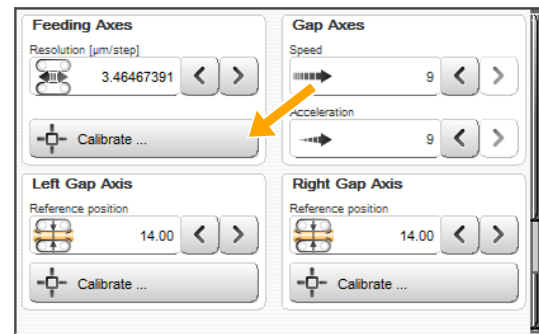 Feeding Axes
Resolution [µm/step]
3.46467391
Calibrate ...
Gap Axes
Speed
9
Acceleration
9
Left Gap Axis
Reference position
14.00
Calibrate ...
Right Gap Axis
Reference position
14.00
Calibrate ...